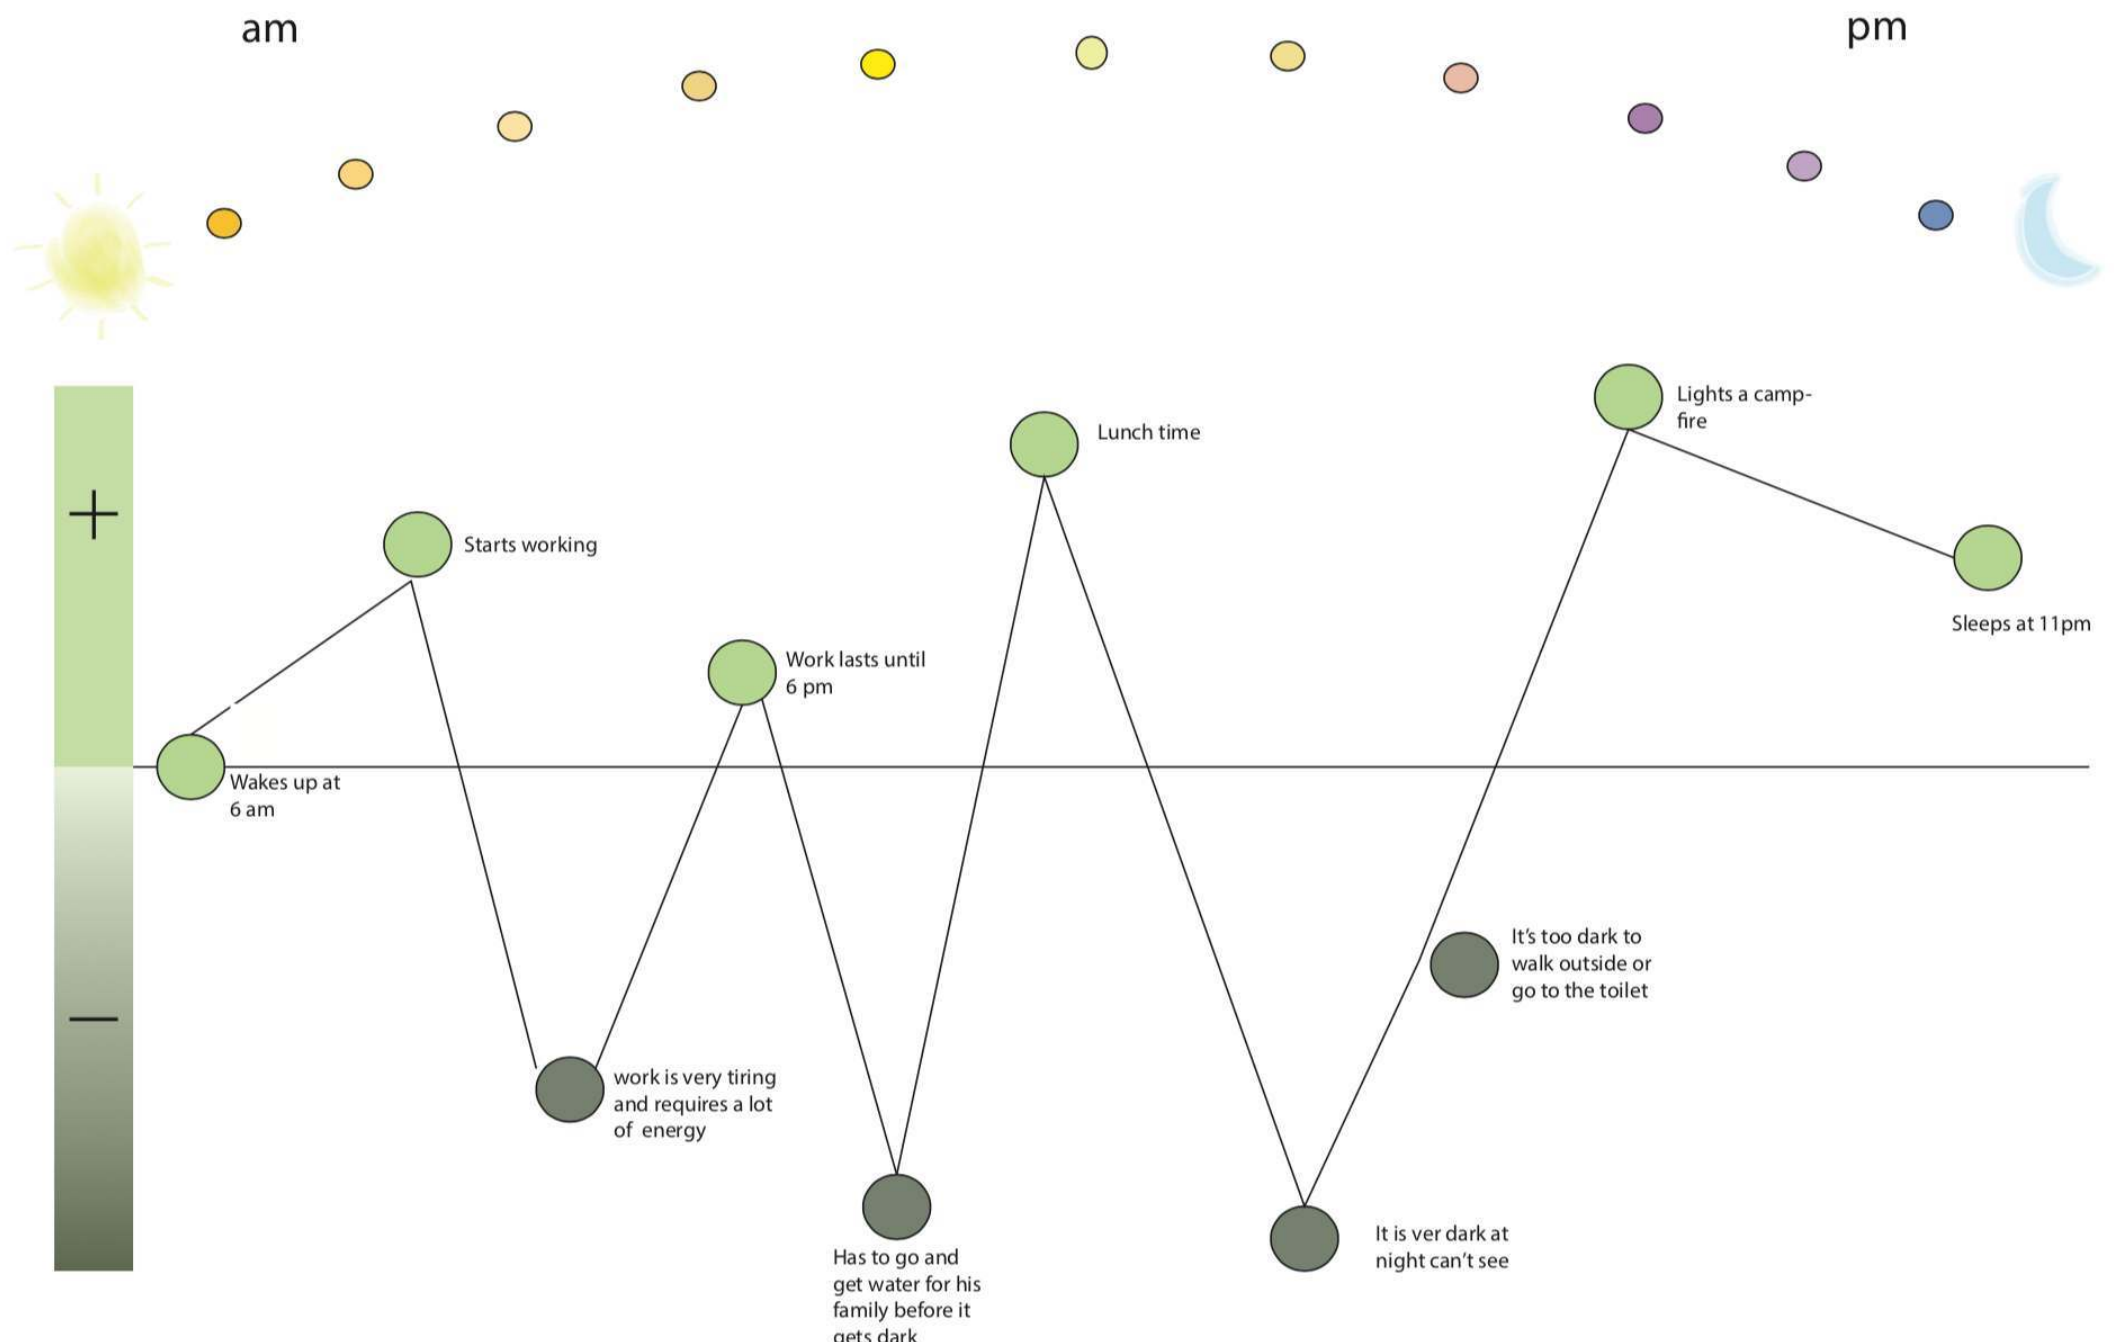 am
pm
+
Lights a camp-
fire
Lunch time
Starts working
Sleeps at 11pm
Work lasts until
6 pm
Wakes up at
6 am
It's too dark to
walk outside or
go to the toilet
–
work is very tiring
and requires a lot
of energy
It is ver dark at
night can't see
Has to go and
get water for his
family before it
gets dark